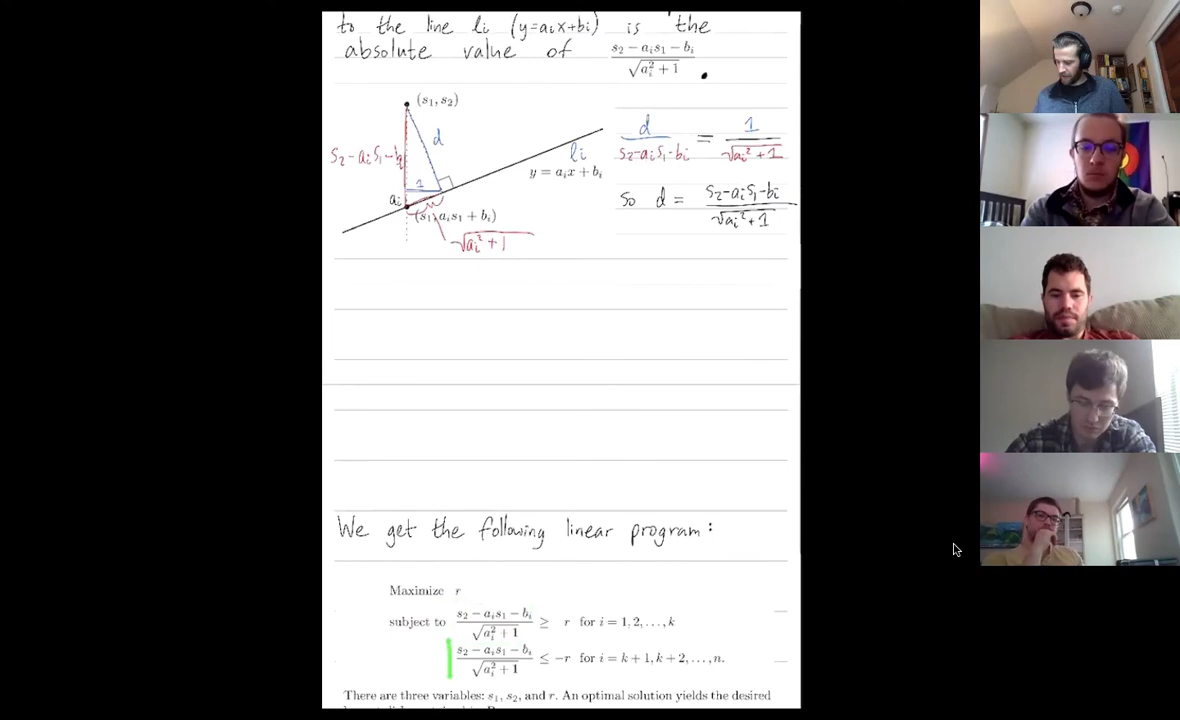 to the line li (y=aᵢx+bᵢ) is the
absolute value of (s₂ − aᵢs₁ − bᵢ)/√(aᵢ² + 1) .
(s₁, s₂)
d
s₂-aᵢs₁-bᵢ
1
aᵢ
lᵢ
y = aᵢx + bᵢ
(s₁, aᵢs₁ + bᵢ)
√(aᵢ² + 1)
d/(s₂-aᵢs₁-bᵢ) = 1/√(aᵢ²+1)
so d = (s₂-aᵢs₁-bᵢ)/√(aᵢ²+1)
We get the following linear program:
Maximize r
subject to (s₂ − aᵢs₁ − bᵢ)/√(aᵢ² + 1) ≥ r for i = 1, 2, . . . , k
(s₂ − aᵢs₁ − bᵢ)/√(aᵢ² + 1) ≤ −r for i = k + 1, k + 2, . . . , n.
There are three variables: s₁, s₂, and r. An optimal solution yields the desired